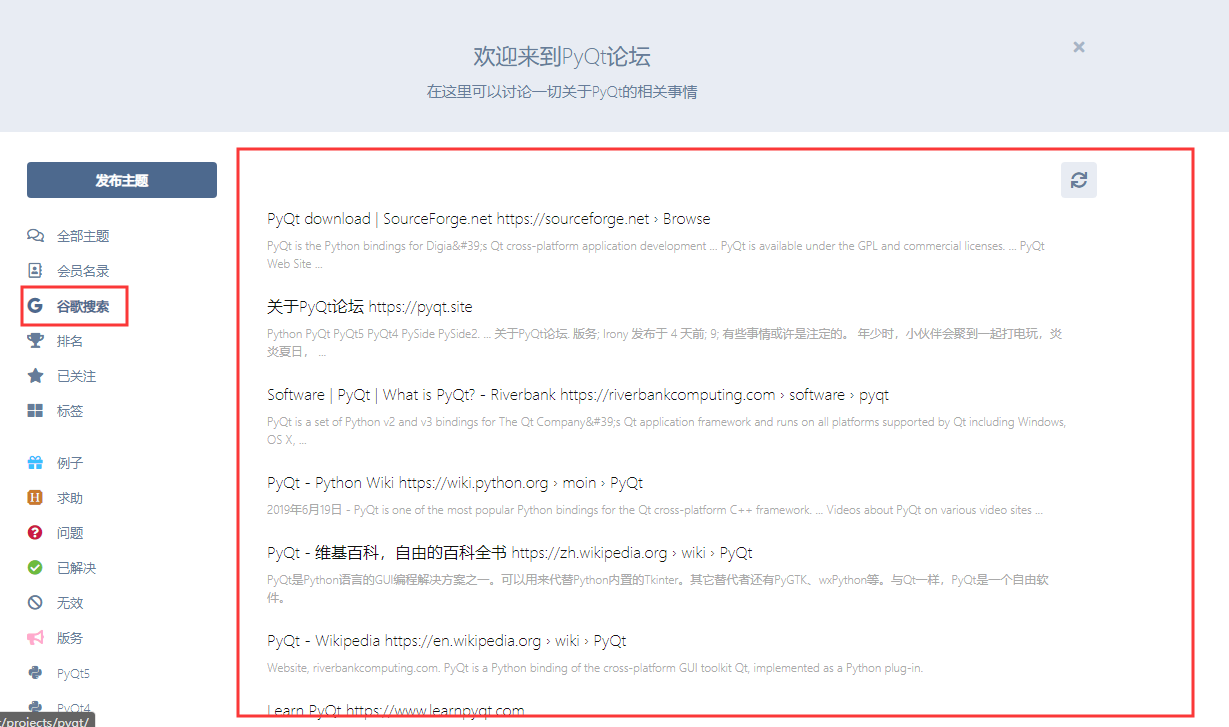 欢迎来到PyQt论坛
在这里可以讨论一切关于PyQt的相关事情
发布主题
全部主题
会员名录
谷歌搜索
排名
已关注
标签
例子
求助
问题
已解决
无效
版务
PyQt5
PyQt4
t/projects/pyqt/
PyQt download | SourceForge.net https://sourceforge.net › Browse
PyQt is the Python bindings for Digia&#39;s Qt cross-platform application development ... PyQt is available under the GPL and commercial licenses. ... PyQt
Web Site ...
关于PyQt论坛 https://pyqt.site
Python PyQt PyQt5 PyQt4 PySide PySide2. ... 关于PyQt论坛. 版务; Irony 发布于 4 天前; 9; 有些事情或许是注定的。 年少时，小伙伴会聚到一起打电玩，炎
炎夏日， ...
Software | PyQt | What is PyQt? - Riverbank https://riverbankcomputing.com › software › pyqt
PyQt is a set of Python v2 and v3 bindings for The Qt Company&#39;s Qt application framework and runs on all platforms supported by Qt including Windows,
OS X, ...
PyQt - Python Wiki https://wiki.python.org › moin › PyQt
2019年6月19日 - PyQt is one of the most popular Python bindings for the Qt cross-platform C++ framework. ... Videos about PyQt on various video sites ...
PyQt - 维基百科，自由的百科全书 https://zh.wikipedia.org › wiki › PyQt
PyQt是Python语言的GUI编程解决方案之一。可以用来代替Python内置的Tkinter。其它替代者还有PyGTK、wxPython等。与Qt一样，PyQt是一个自由软
件。
PyQt - Wikipedia https://en.wikipedia.org › wiki › PyQt
Website, riverbankcomputing.com. PyQt is a Python binding of the cross-platform GUI toolkit Qt, implemented as a Python plug-in.
Learn PyQt https://www.learnpyqt.com